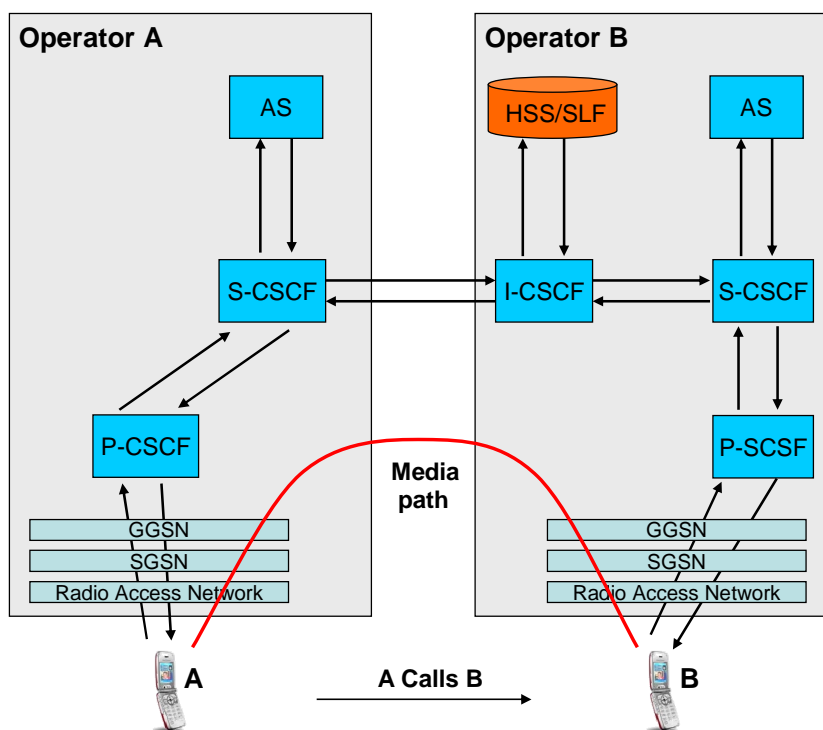 Operator A
Operator B
AS
HSS/SLF
AS
S-CSCF
I-CSCF
S-CSCF
P-CSCF
P-SCSF
Media
path
GGSN
GGSN
SGSN
SGSN
Radio Access Network
Radio Access Network
A
A Calls B
B